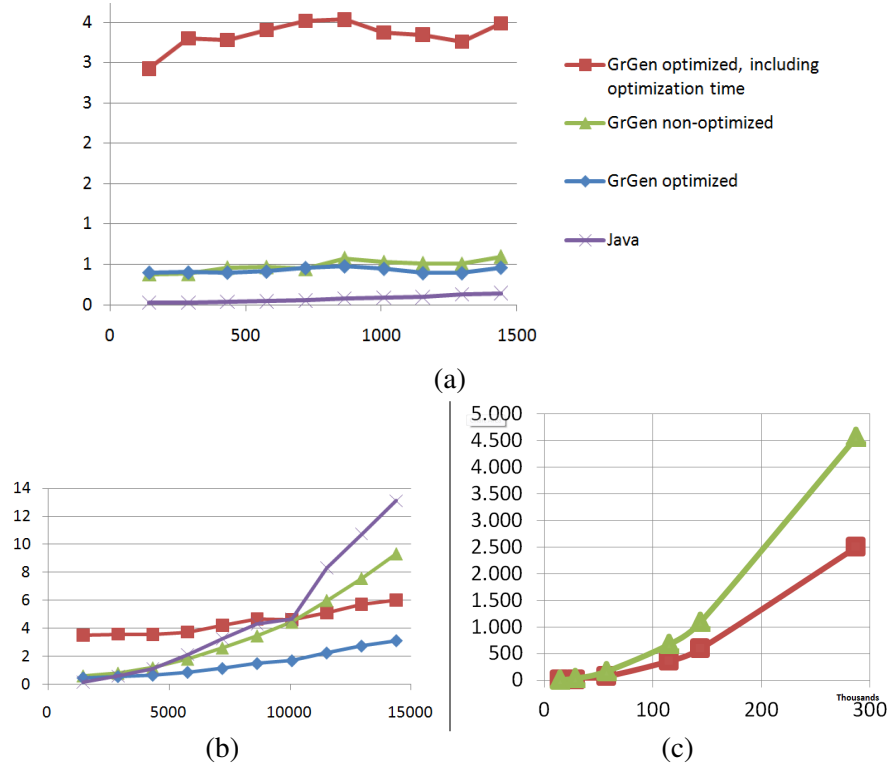 4
3
3
2
2
1
1
0
0 500 1000 1500
GrGen optimized, including
optimization time
GrGen non-optimized
GrGen optimized
Java
(a)
14
12
10
8
6
4
2
0
0 5000 10000 15000
(b)
5.000
4.500
4.000
3.500
3.000
2.500
2.000
1.500
1.000
500
0
Thousands
0 100 200 300
(c)